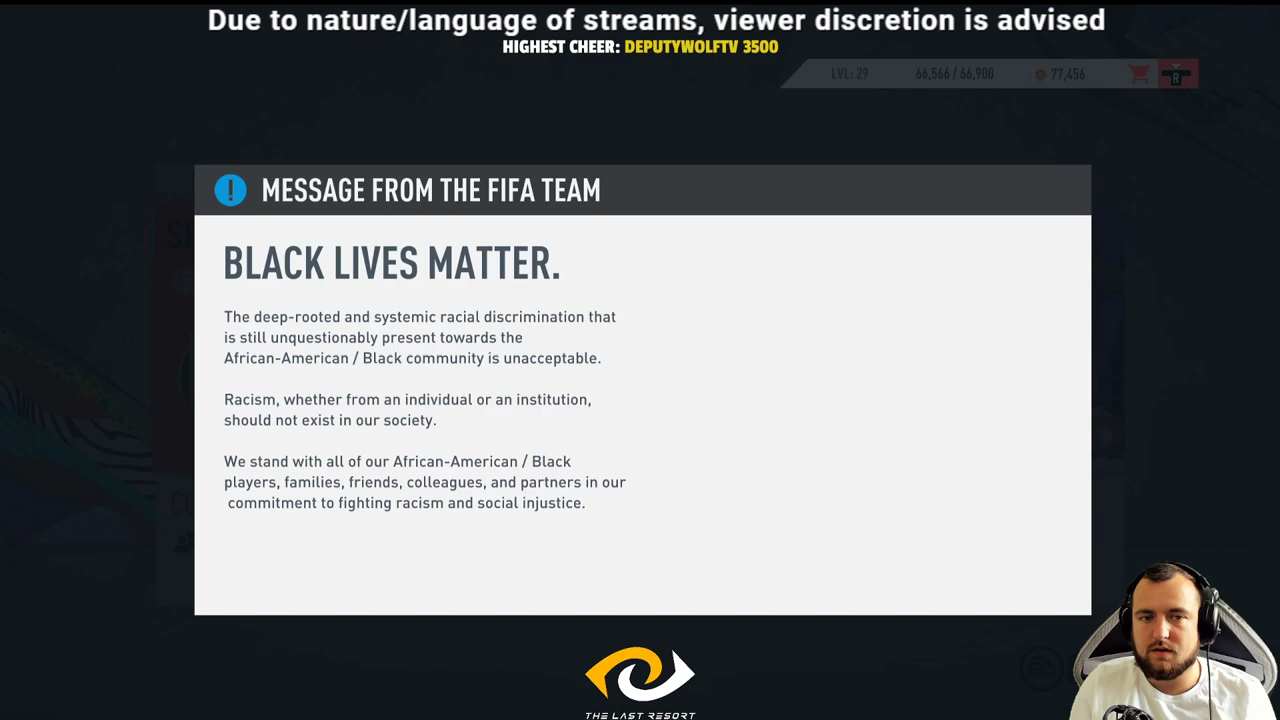 Due to nature/language of streams, viewer discretion is advised
HIGHEST CHEER: DEPUTYWOLFTV 3500
LVL: 29 66,566 / 66,900 77,456
R
MESSAGE FROM THE FIFA TEAM
BLACK LIVES MATTER.
The deep-rooted and systemic racial discrimination that
is still unquestionably present towards the
African-American / Black community is unacceptable.
Racism, whether from an individual or an institution,
should not exist in our society.
We stand with all of our African-American / Black
players, families, friends, colleagues, and partners in our
commitment to fighting racism and social injustice.
EA
THE LAST RESORT